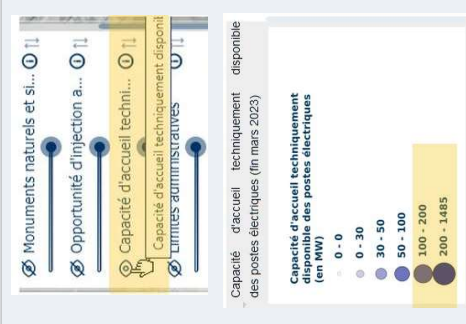 Monuments naturels et si...
Opportunité d'injection a...
Capacité d'accueil techni...
Capacité d'accueil techniquement disponib
Limites administratives
Capacité d'accueil techniquement disponible
des postes électriques (fin mars 2023)
Capacité d'accueil techniquement
disponible des postes électriques
(en MW)
0 - 0
0 - 30
30 - 50
50 - 100
100 - 200
200 - 1485